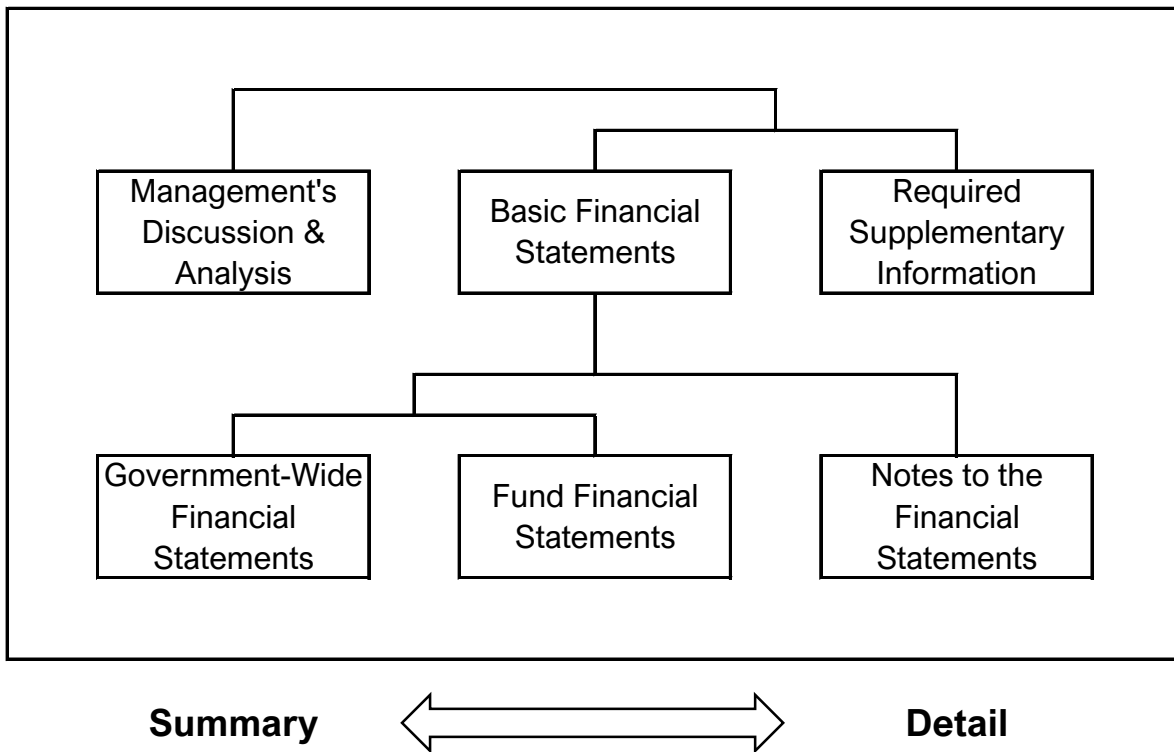 Management's
Discussion &
Analysis
Basic Financial
Statements
Required
Supplementary
Information
Government-Wide
Financial
Statements
Fund Financial
Statements
Notes to the
Financial
Statements
Summary
Detail